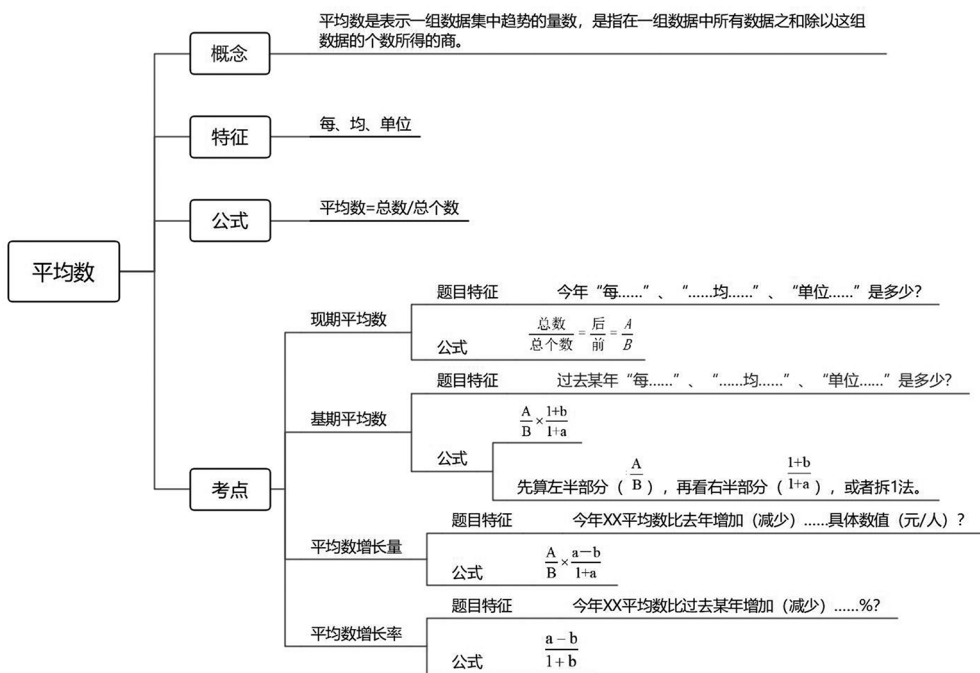 平均数
概念
平均数是表示一组数据集中趋势的量数，是指在一组数据中所有数据之和除以这组
数据的个数所得的商。
特征
每、均、单位
公式
平均数=总数/总个数
考点
现期平均数
题目特征
今年“每……”、“……均……”、“单位……”是多少？
公式
总数/总个数=后/前=A/B
基期平均数
题目特征
过去某年“每……”、“……均……”、“单位……”是多少？
公式
A/B×(1+b)/(1+a)
先算左半部分（A/B），再看右半部分（(1+b)/(1+a)），或者拆1法。
平均数增长量
题目特征
今年XX平均数比去年增加（减少）……具体数值（元/人）？
公式
A/B×(a-b)/(1+a)
平均数增长率
题目特征
今年XX平均数比过去某年增加（减少）……%？
公式
(a-b)/(1+b)